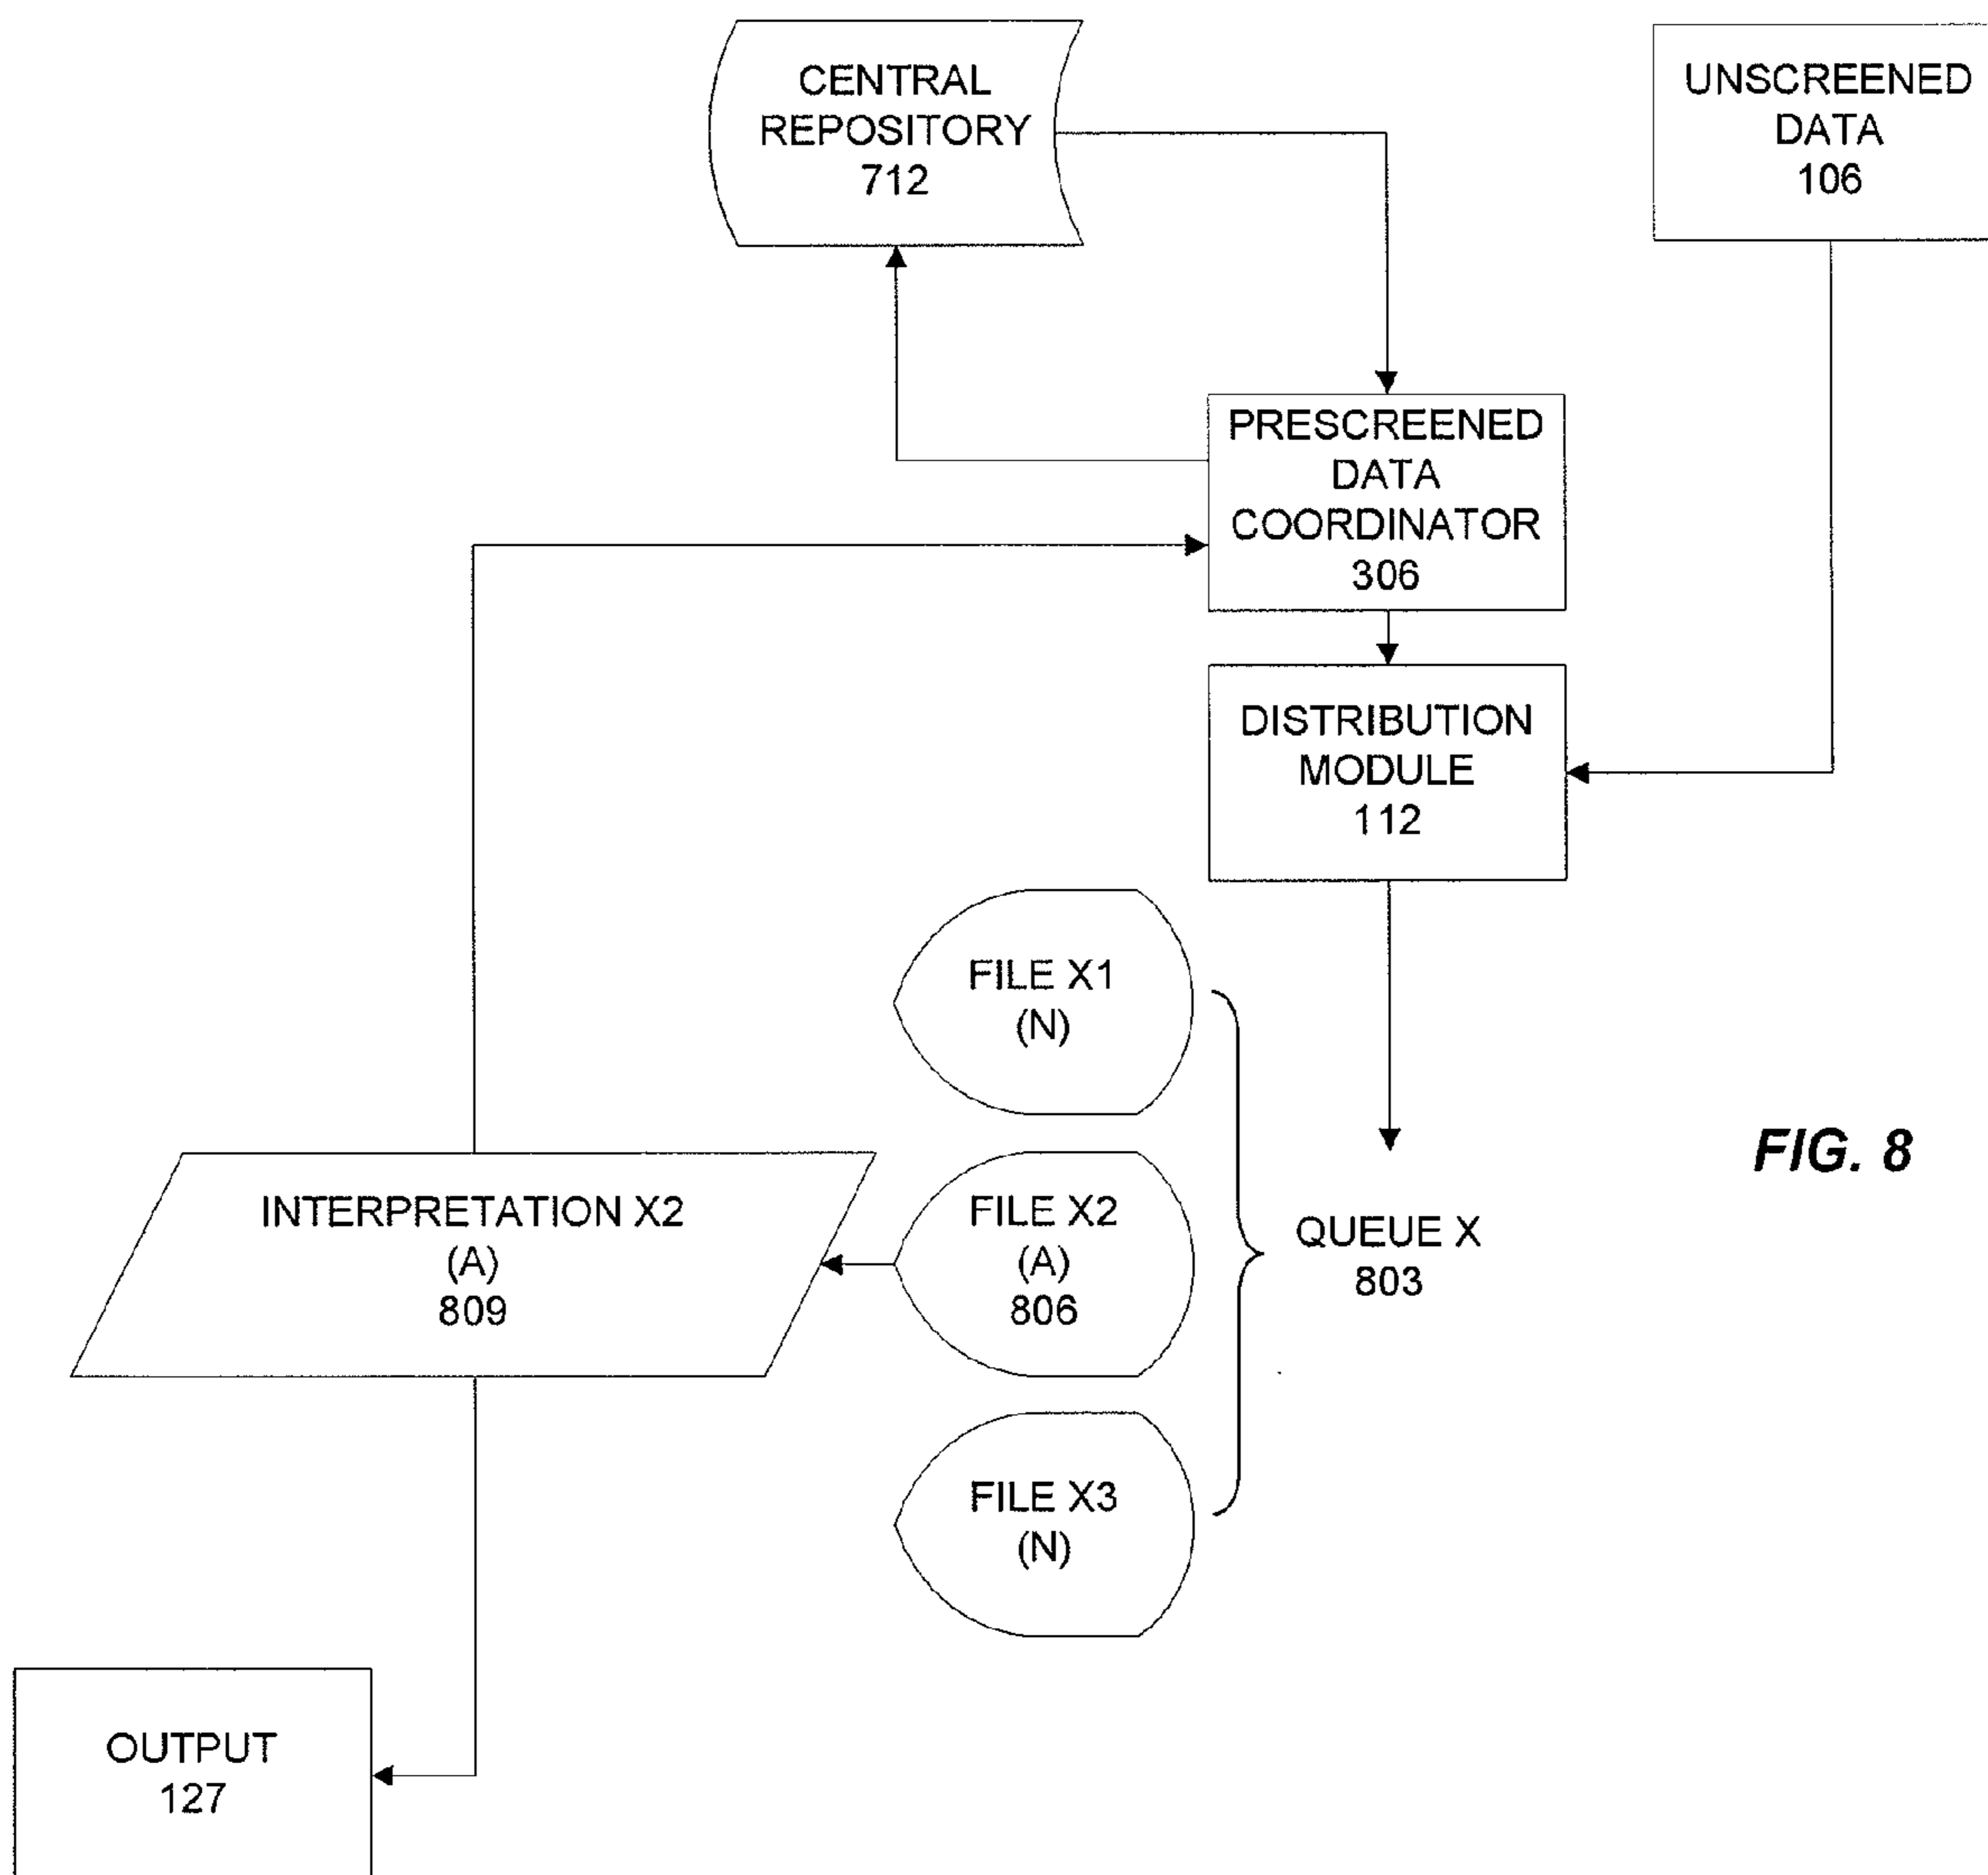 CENTRAL
REPOSITORY
712
UNSCREENED
DATA
106
PRESCREENED
DATA
COORDINATOR
306
DISTRIBUTION
MODULE
112
FILE X1
(N)
INTERPRETATION X2
(A)
809
FILE X2
(A)
806
QUEUE X
803
FIG. 8
FILE X3
(N)
OUTPUT
127